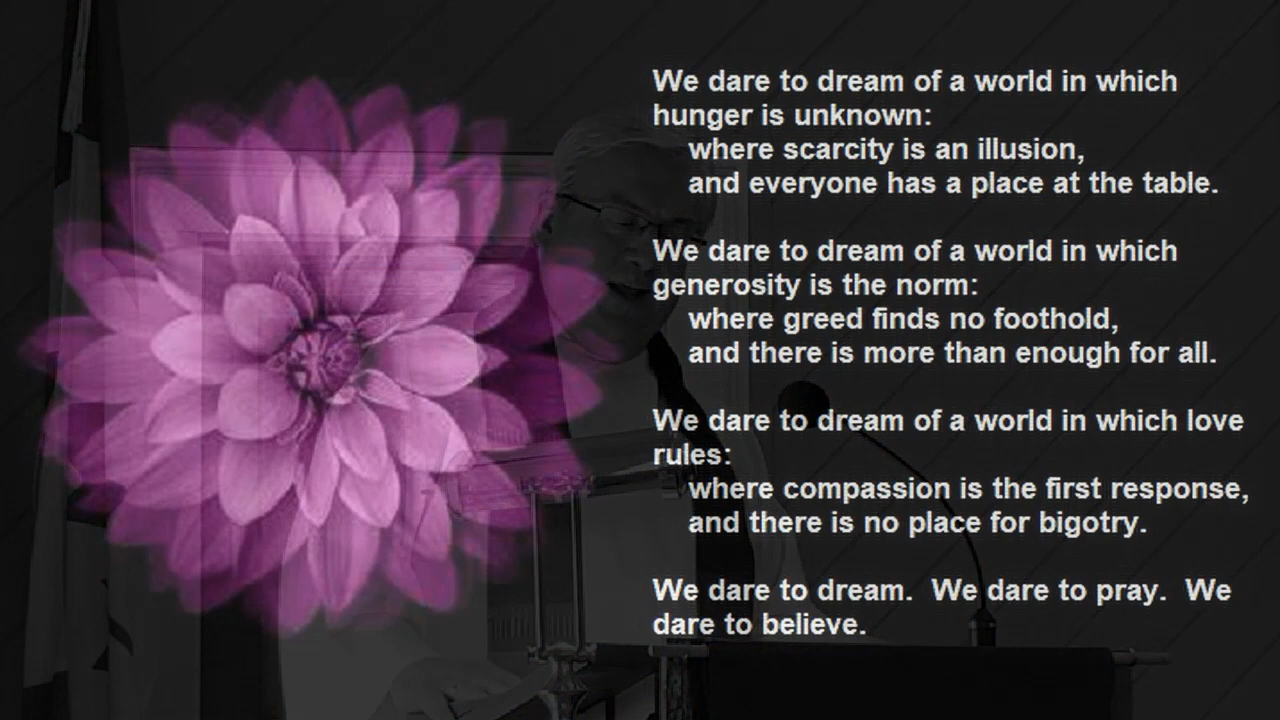 We dare to dream of a world in which
hunger is unknown:
where scarcity is an illusion,
and everyone has a place at the table.
We dare to dream of a world in which
generosity is the norm:
where greed finds no foothold,
and there is more than enough for all.
We dare to dream of a world in which love
rules:
where compassion is the first response,
and there is no place for bigotry.
We dare to dream.  We dare to pray.  We
dare to believe.